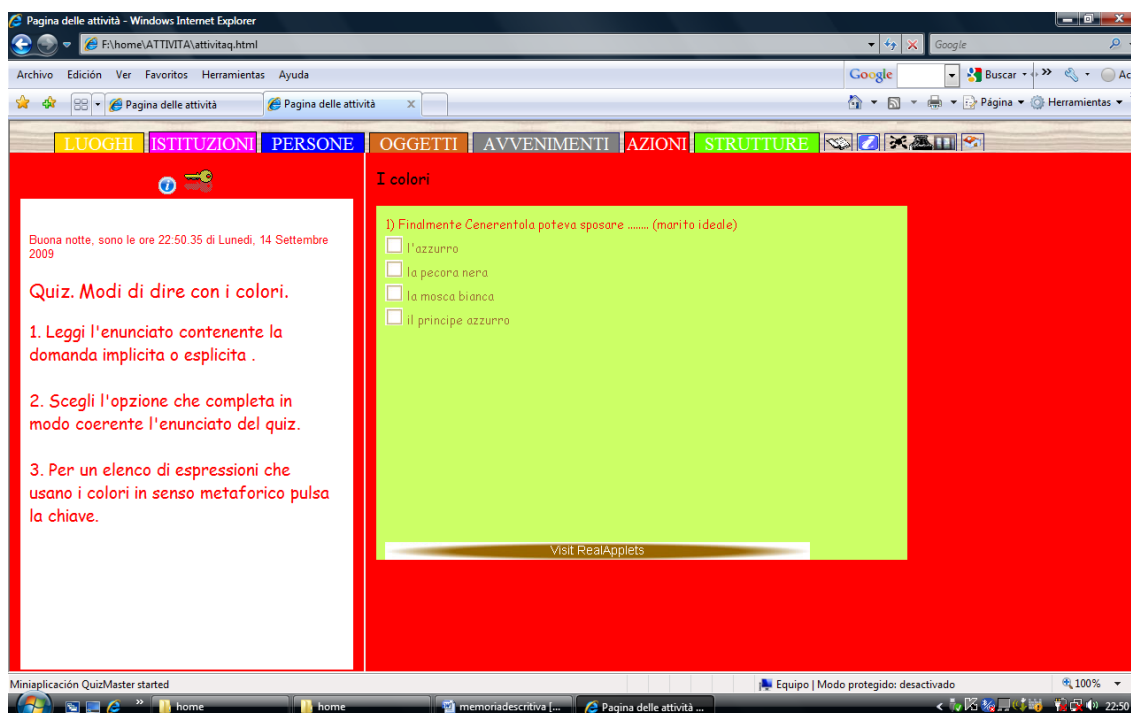 Pagina delle attività - Windows Internet Explorer
F:\home\ATTIVITA\attivitaq.html
Google
Archivo Edición Ver Favoritos Herramientas Ayuda
Google Buscar
Pagina delle attività Pagina delle attività Página Herramientas
LUOGHI ISTITUZIONI PERSONE OGGETTI AVVENIMENTI AZIONI STRUTTURE
Buona notte, sono le ore 22:50.35 di Lunedi, 14 Settembre
2009
Quiz. Modi di dire con i colori.
1. Leggi l'enunciato contenente la
domanda implicita o esplicita .
2. Scegli l'opzione che completa in
modo coerente l'enunciato del quiz.
3. Per un elenco di espressioni che
usano i colori in senso metaforico pulsa
la chiave.
I colori
1) Finalmente Cenerentola poteva sposare ........ (marito ideale)
l'azzurro
la pecora nera
la mosca bianca
il principe azzurro
Visit RealApplets
Miniaplicación QuizMaster started
Equipo | Modo protegido: desactivado
100%
home home memoriadescritiva [... Pagina delle attività ... 22:50